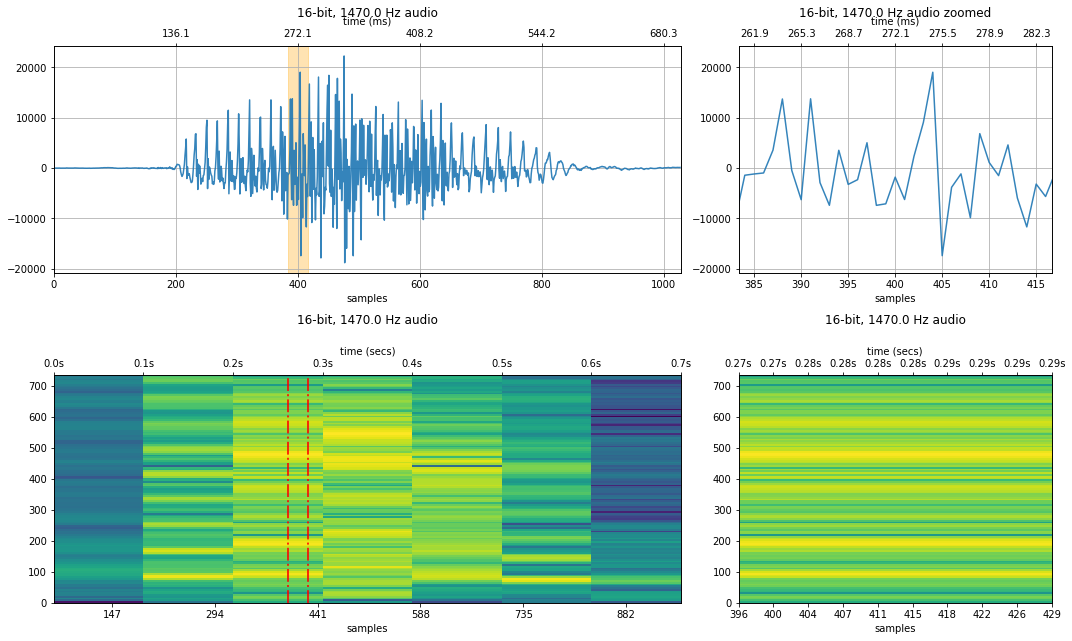 16-bit, 1470.0 Hz audio
time (ms)
136.1 272.1 408.2 544.2 680.3
20000
10000
0
−10000
−20000
0 200 400 600 800 1000
samples
16-bit, 1470.0 Hz audio zoomed
time (ms)
261.9 265.3 268.7 272.1 275.5 278.9 282.3
20000
10000
0
−10000
−20000
385 390 395 400 405 410 415
samples
16-bit, 1470.0 Hz audio
time (secs)
0.0s 0.1s 0.2s 0.3s 0.4s 0.5s 0.6s 0.7s
700
600
500
400
300
200
100
0
147 294 441 588 735 882
samples
16-bit, 1470.0 Hz audio
time (secs)
0.27s 0.27s 0.28s 0.28s 0.28s 0.28s 0.29s 0.29s 0.29s 0.29s
700
600
500
400
300
200
100
0
396 400 404 407 411 415 418 422 426 429
samples